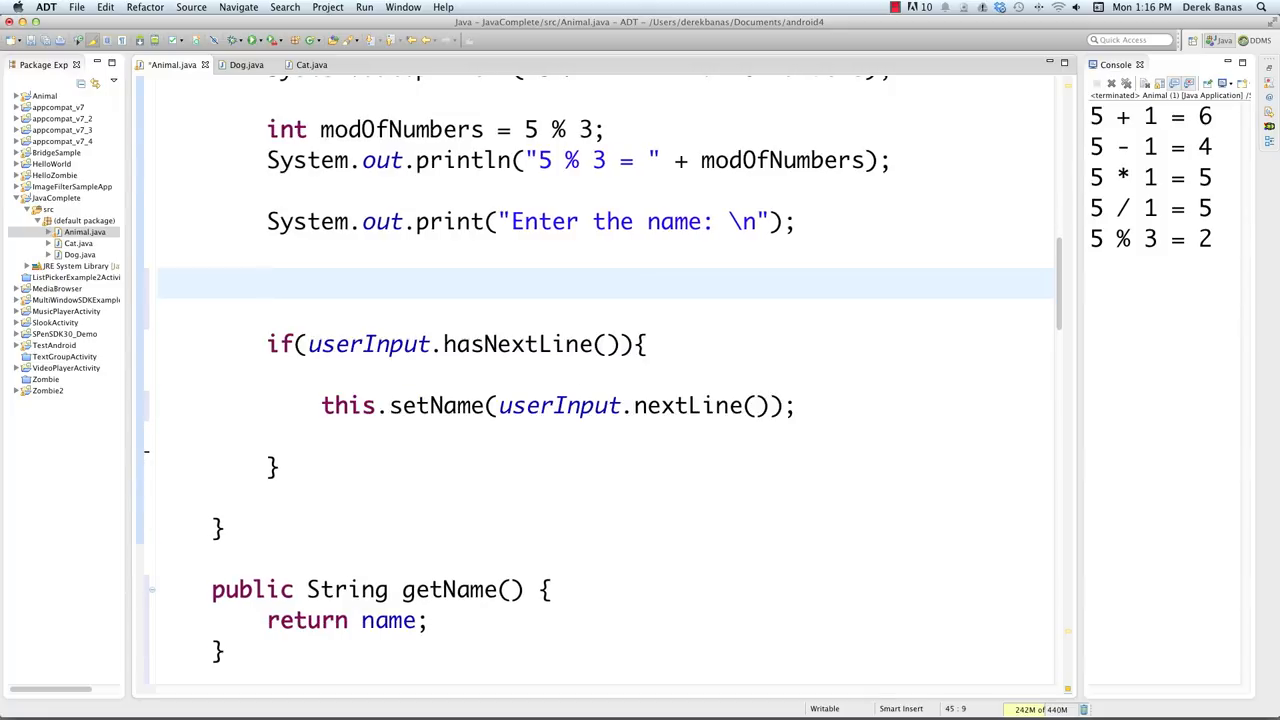 ADT File Edit Refactor Source Navigate Search Project Run Window Help 10 Mon 1:16 PM Derek Banas
Java - JavaComplete/src/Animal.java - ADT - /Users/derekbanas/Documents/android4
Quick Access Java DDMS
Package Exp
*Animal.java Dog.java Cat.java
Console
<terminated> Animal (1) [Java Application] /S
Animal
appcompat_v7
appcompat_v7_2
appcompat_v7_3
appcompat_v7_4
BridgeSample
HelloWorld
HelloZombie
ImageFilterSampleApp
JavaComplete
src
(default package)
Animal.java
Cat.java
Dog.java
JRE System Library [Ja
ListPickerExample2Activi
MediaBrowser
MultiWindowSDKExample
MusicPlayerActivity
SlookActivity
SPenSDK30_Demo
TestAndroid
TextGroupActivity
VideoPlayerActivity
Zombie
Zombie2
int modOfNumbers = 5 % 3;
System.out.println("5 % 3 = " + modOfNumbers);
System.out.print("Enter the name: \n");
if(userInput.hasNextLine()){
this.setName(userInput.nextLine());
}
}
public String getName() {
return name;
}
5 + 1 = 6
5 - 1 = 4
5 * 1 = 5
5 / 1 = 5
5 % 3 = 2
Writable Smart Insert 45 : 9 242M of 440M